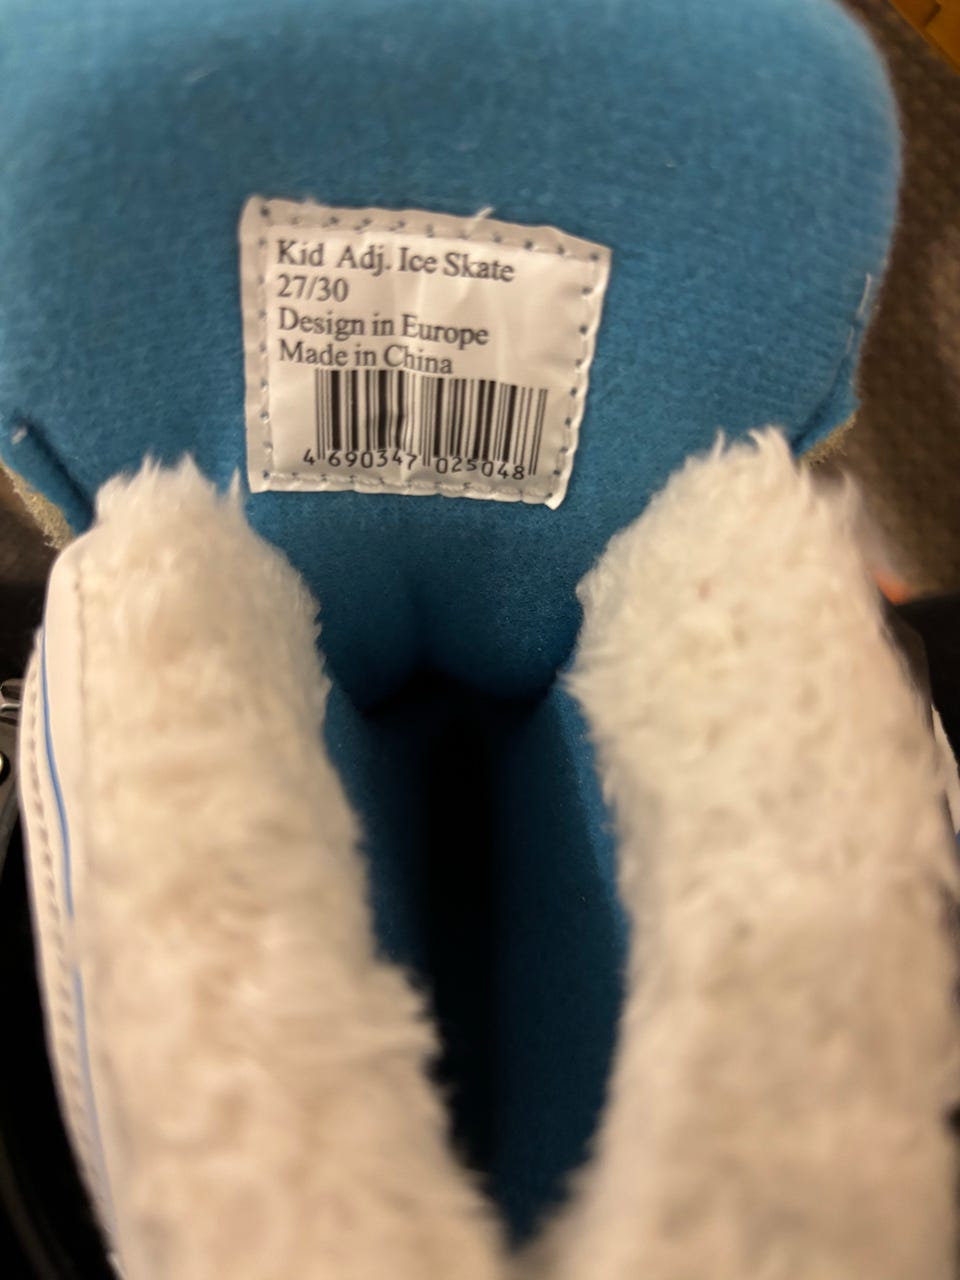 Kid Adj. Ice Skate
27/30
Design in Europe
Made in China
4 690347 025048